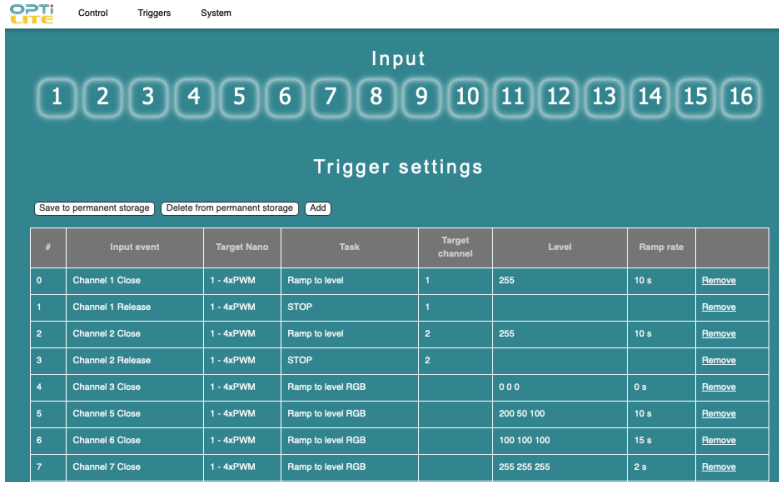 OPTi
LITE
Control Triggers System
Input
1 2 3 4 5 6 7 8 9 10 11 12 13 14 15 16
Trigger settings
Save to permanent storage Delete from permanent storage Add
# Input event Target Nano Task Target channel Level Ramp rate
0 Channel 1 Close 1 - 4xPWM Ramp to level 1 255 10 s Remove
1 Channel 1 Release 1 - 4xPWM STOP 1 Remove
2 Channel 2 Close 1 - 4xPWM Ramp to level 2 255 10 s Remove
3 Channel 2 Release 1 - 4xPWM STOP 2 Remove
4 Channel 3 Close 1 - 4xPWM Ramp to level RGB 0 0 0 0 s Remove
5 Channel 5 Close 1 - 4xPWM Ramp to level RGB 200 50 100 10 s Remove
6 Channel 6 Close 1 - 4xPWM Ramp to level RGB 100 100 100 15 s Remove
7 Channel 7 Close 1 - 4xPWM Ramp to level RGB 255 255 255 2 s Remove